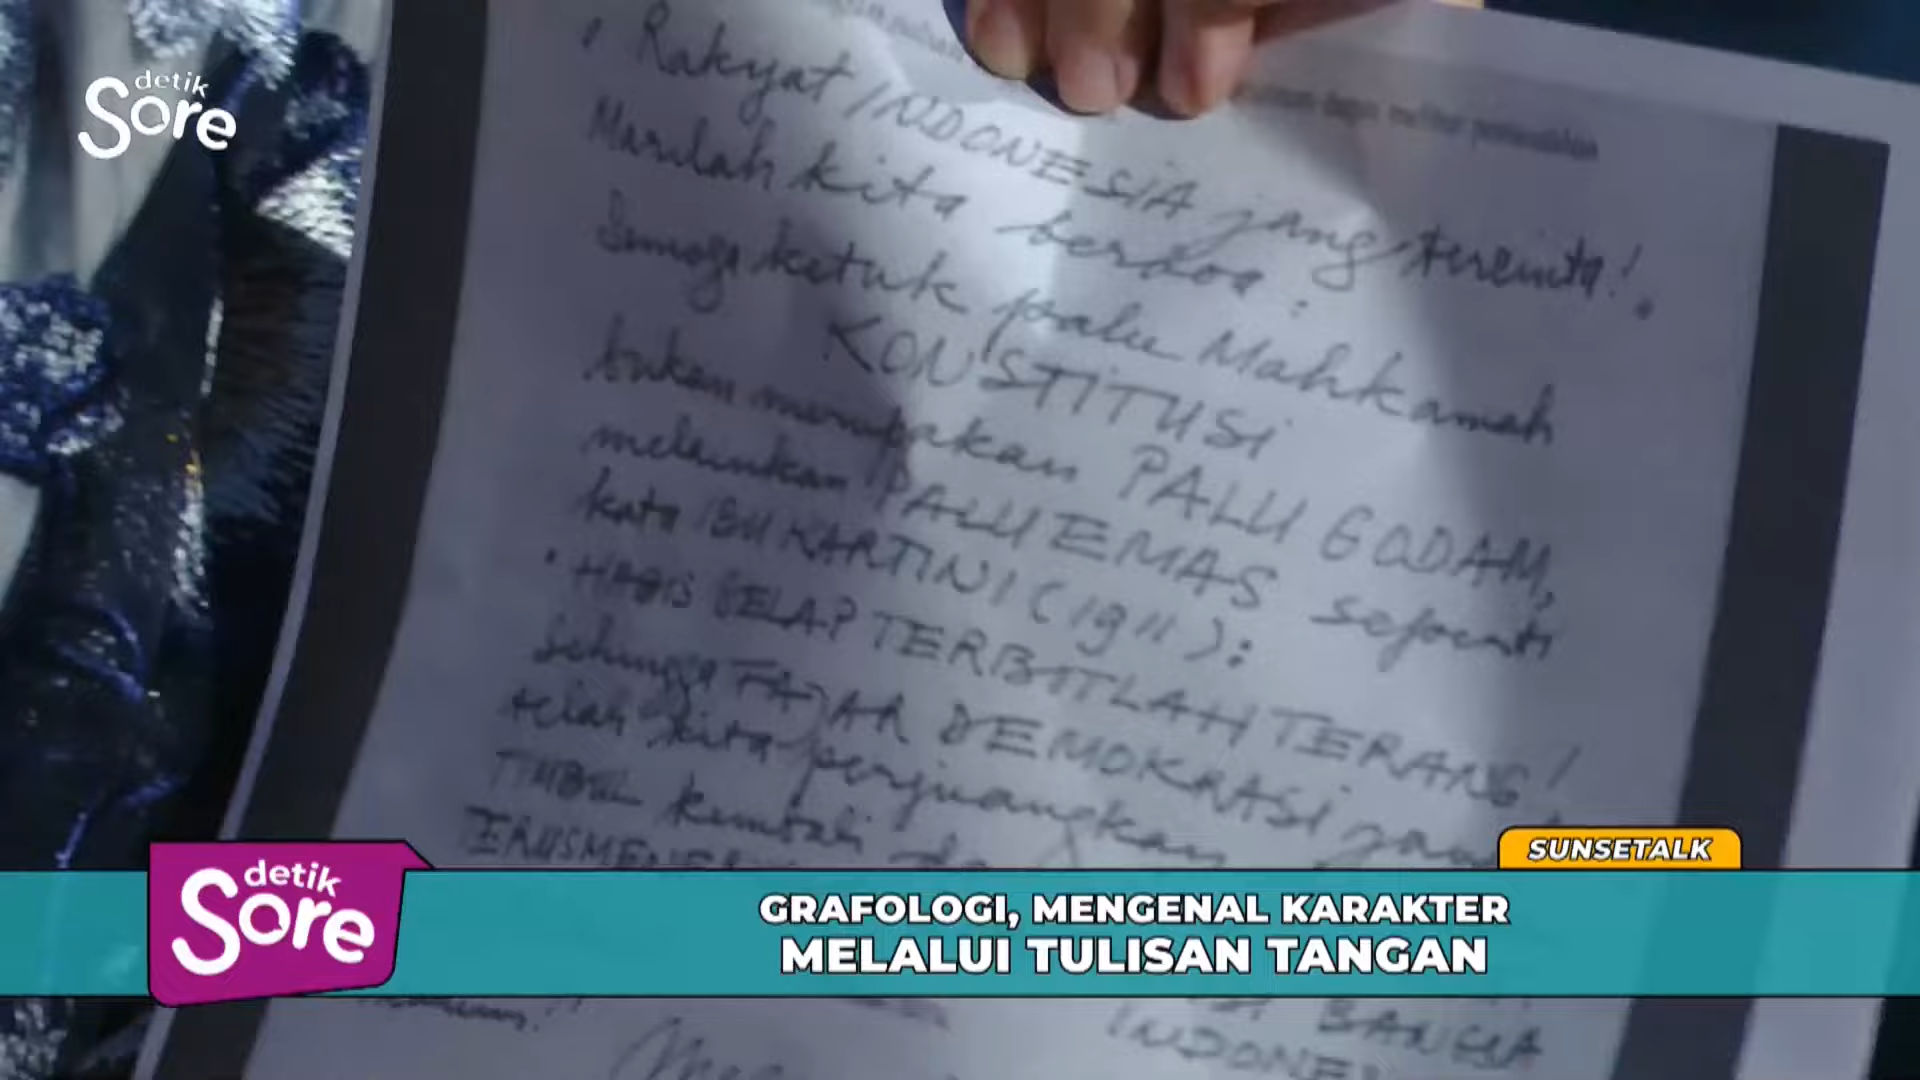 detik
Sore
Rakyat INDONESIA yang tercinta!.
Marilah kita berdoa:
Semoga ketuk palu Mahkamah
KONSTITUSI
bukan merupakan PALU GODAM,
melainkan PALU EMAS seperti
kata IBU KARTINI (1911):
"HABIS GELAP TERBITLAH TERANG!
Sehingga FAJAR DEMOKRASI yang
telah kita perjuangkan
TIMBUL kembali
BANGSA
SUNSETALK
detik
Sore
GRAFOLOGI, MENGENAL KARAKTER
MELALUI TULISAN TANGAN